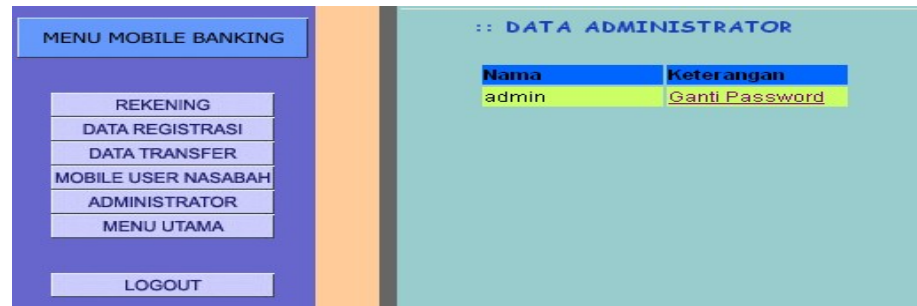 MENU MOBILE BANKING
REKENING
DATA REGISTRASI
DATA TRANSFER
MOBILE USER NASABAH
ADMINISTRATOR
MENU UTAMA
LOGOUT
:: DATA ADMINISTRATOR
Nama Keterangan
admin Ganti Password